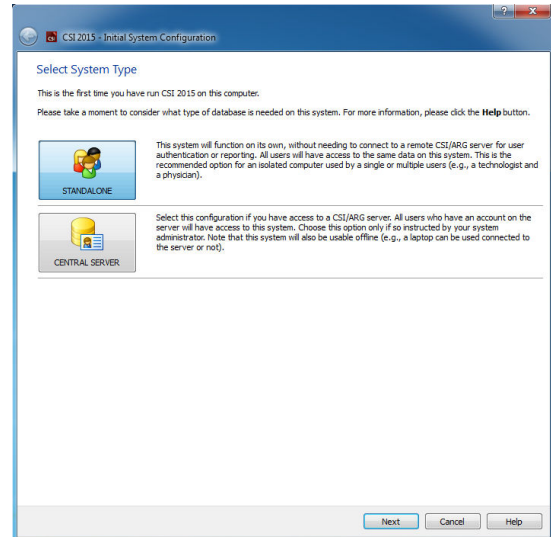 CSI 2015 - Initial System Configuration
Select System Type
This is the first time you have run CSI 2015 on this computer.
Please take a moment to consider what type of database is needed on this system. For more information, please click the Help button.
STANDALONE
This system will function on its own, without needing to connect to a remote CSI/ARG server for user
authentication or reporting. All users will have access to the same data on this system. This is the
recommended option for an isolated computer used by a single or multiple users (e.g., a technologist and
a physician).
CENTRAL SERVER
Select this configuration if you have access to a CSI/ARG server. All users who have an account on the
server will have access to this system. Choose this option only if so instructed by your system
administrator. Note that this system will also be usable offline (e.g., a laptop can be used connected to
the server or not).
Next Cancel Help